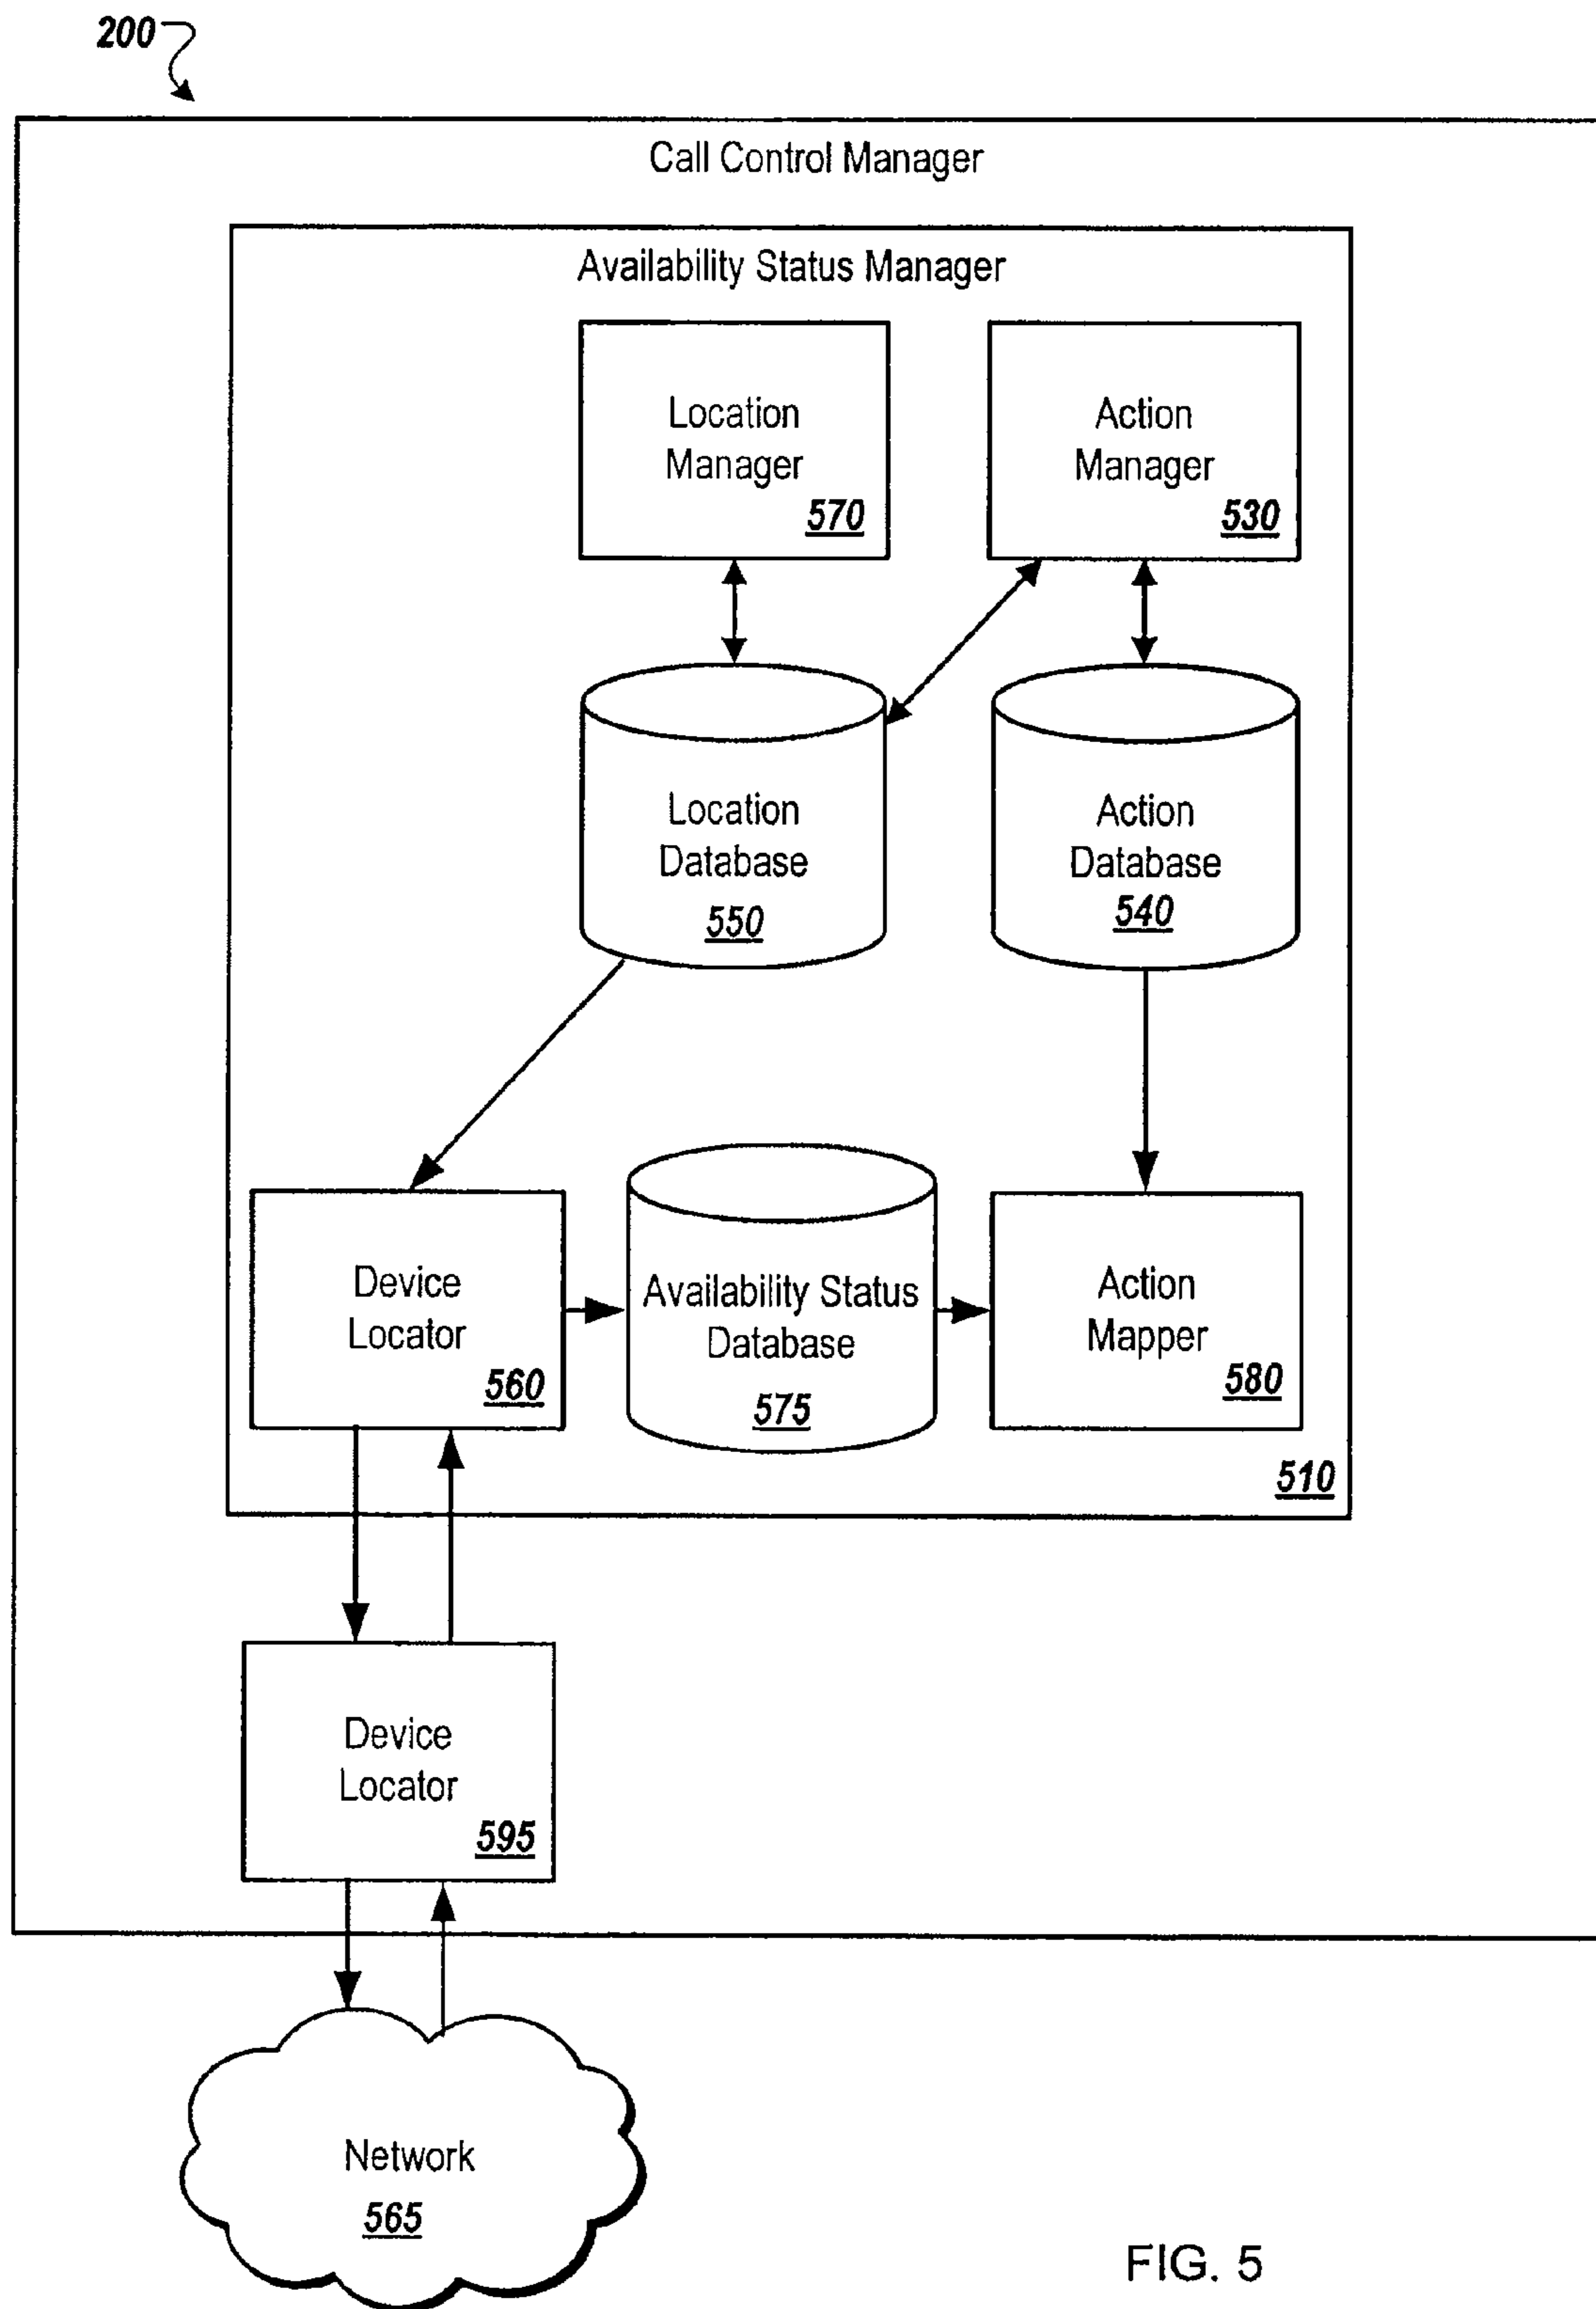 200
Call Control Manager
Availability Status Manager
Location
Manager
570
Action
Manager
530
Location
Database
550
Action
Database
540
Device
Locator
560
Availability Status
Database
575
Action
Mapper
580
510
Device
Locator
595
Network
565
FIG. 5